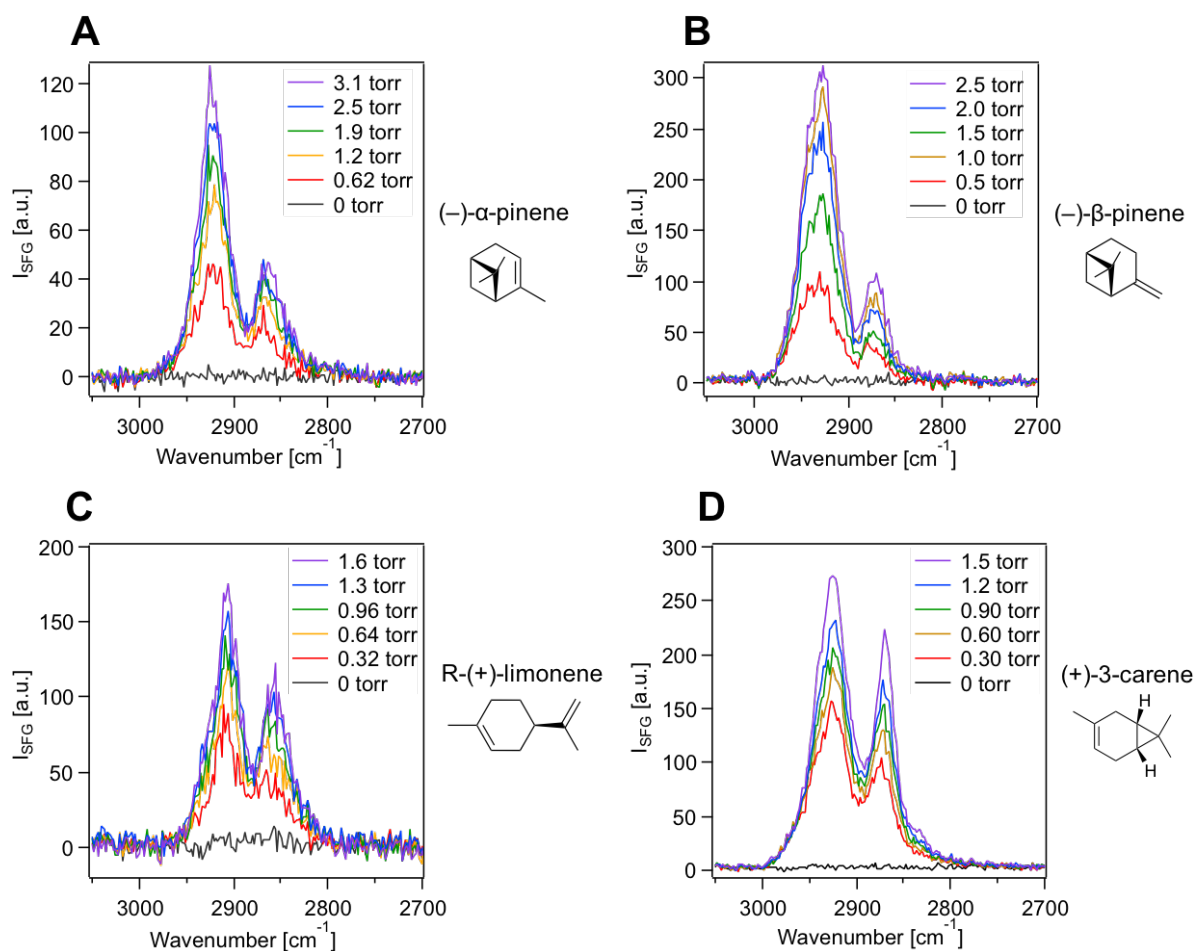 A
I_SFG [a.u.]
120
100
80
60
40
20
0
3.1 torr
2.5 torr
1.9 torr
1.2 torr
0.62 torr
0 torr
3000
2900
2800
2700
Wavenumber [cm⁻¹]
(–)-α-pinene
B
I_SFG [a.u.]
300
250
200
150
100
50
0
2.5 torr
2.0 torr
1.5 torr
1.0 torr
0.5 torr
0 torr
3000
2900
2800
2700
Wavenumber [cm⁻¹]
(–)-β-pinene
C
I_SFG [a.u.]
200
150
100
50
0
1.6 torr
1.3 torr
0.96 torr
0.64 torr
0.32 torr
0 torr
3000
2900
2800
2700
Wavenumber [cm⁻¹]
R-(+)-limonene
D
I_SFG [a.u.]
300
250
200
150
100
50
0
1.5 torr
1.2 torr
0.90 torr
0.60 torr
0.30 torr
0 torr
3000
2900
2800
2700
Wavenumber [cm⁻¹]
(+)-3-carene
H
H